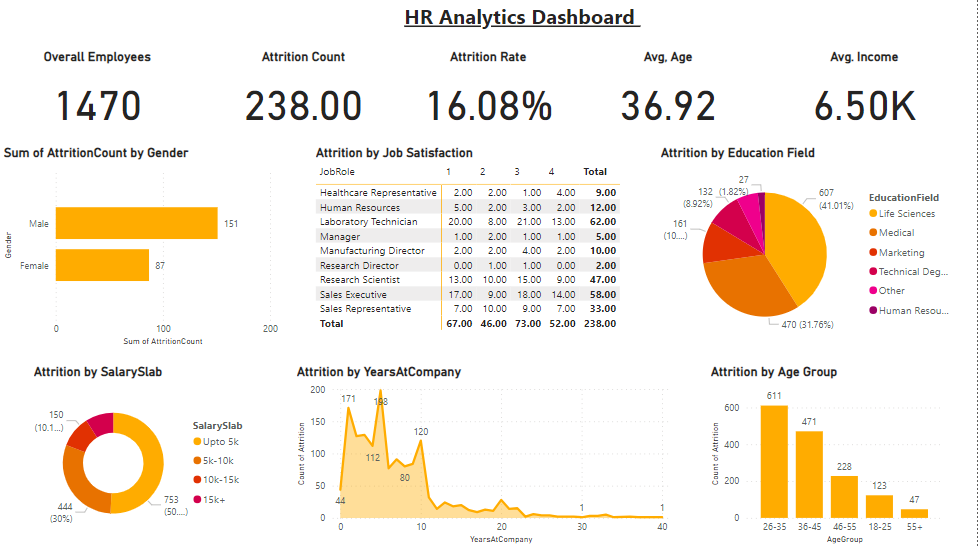 HR Analytics Dashboard
Overall Employees
1470
Attrition Count
238.00
Attrition Rate
16.08%
Avg, Age
36.92
Avg. Income
6.50K
Sum of AttritionCount by Gender
Gender
Male 151
Female 87
0 100 200
Sum of AttritionCount
Attrition by Job Satisfaction
JobRole 1 2 3 4 Total
Healthcare Representative 2.00 2.00 1.00 4.00 9.00
Human Resources 5.00 2.00 3.00 2.00 12.00
Laboratory Technician 20.00 8.00 21.00 13.00 62.00
Manager 1.00 2.00 1.00 1.00 5.00
Manufacturing Director 2.00 2.00 4.00 2.00 10.00
Research Director 0.00 1.00 1.00 0.00 2.00
Research Scientist 13.00 10.00 15.00 9.00 47.00
Sales Executive 17.00 9.00 18.00 14.00 58.00
Sales Representative 7.00 10.00 9.00 7.00 33.00
Total 67.00 46.00 73.00 52.00 238.00
Attrition by Education Field
27
(1.82%)
132
(8.92%)
161
(10....)
607
(41.01%)
470 (31.76%)
EducationField
Life Sciences
Medical
Marketing
Technical Deg...
Other
Human Resou...
Attrition by SalarySlab
150
(10.1...)
444
(30%)
753
(50....)
SalarySlab
Upto 5k
5k-10k
10k-15k
15k+
Attrition by YearsAtCompany
Count of Attrition
200
150
100
50
0
171
198
112
120
80
44
1
1
0 10 20 30 40
YearsAtCompany
Attrition by Age Group
Count of Attrition
600
400
200
0
611
471
228
123
47
26-35 36-45 46-55 18-25 55+
AgeGroup